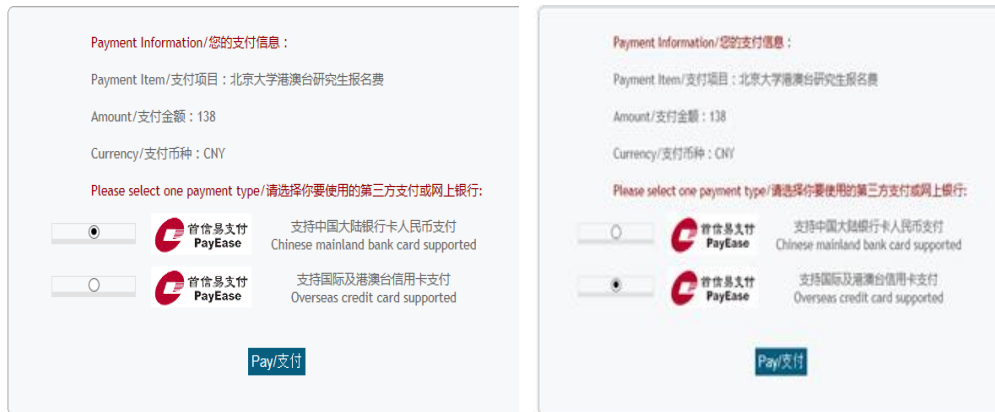 Payment Information/您的支付信息：
Payment Item/支付项目：北京大学港澳台研究生报名费
Amount/支付金额：138
Currency/支付币种：CNY
Please select one payment type/请选择你要使用的第三方支付或网上银行:
首信易支付
PayEase
支持中国大陆银行卡人民币支付
Chinese mainland bank card supported
首信易支付
PayEase
支持国际及港澳台信用卡支付
Overseas credit card supported
Pay/支付
Payment Information/您的支付信息：
Payment Item/支付项目：北京大学港澳台研究生报名费
Amount/支付金额：138
Currency/支付币种：CNY
Please select one payment type/请选择你要使用的第三方支付或网上银行:
首信易支付
PayEase
支持中国大陆银行卡人民币支付
Chinese mainland bank card supported
首信易支付
PayEase
支持国际及港澳台信用卡支付
Overseas credit card supported
Pay/支付